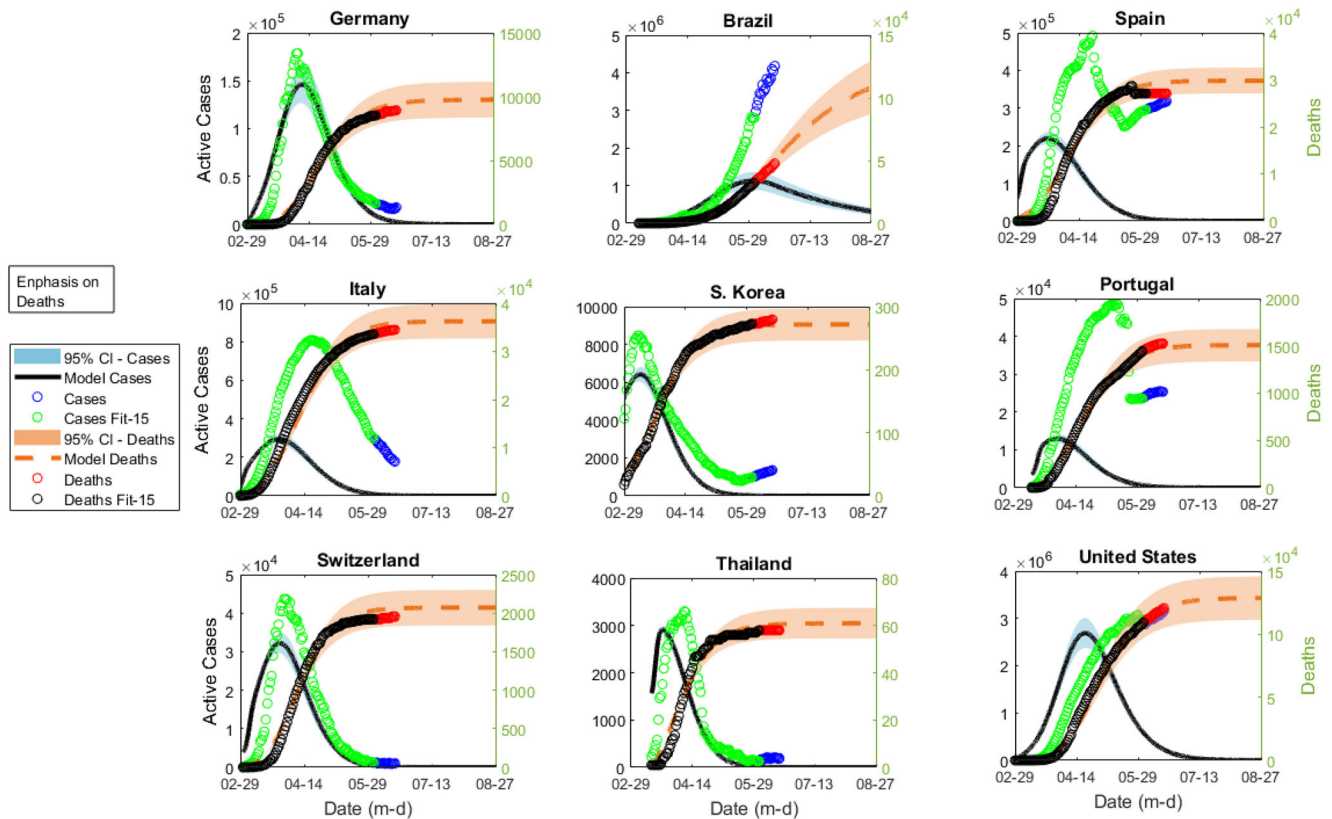 Germany
× 10^5
2
1.5
1
0.5
0
15000
10000
5000
0
Active Cases
02-29 04-14 05-29 07-13 08-27
Brazil
× 10^6
5
4
3
2
1
0
× 10^4
15
10
5
0
02-29 04-14 05-29 07-13 08-27
Spain
× 10^5
5
4
3
2
1
0
× 10^4
4
3
2
1
0
Deaths
02-29 04-14 05-29 07-13 08-27
Enphasis on
Deaths
95% CI - Cases
Model Cases
Cases
Cases Fit-15
95% CI - Deaths
Model Deaths
Deaths
Deaths Fit-15
Italy
× 10^5
10
8
6
4
2
0
× 10^4
4
3
2
1
0
Active Cases
02-29 04-14 05-29 07-13 08-27
S. Korea
10000
8000
6000
4000
2000
0
300
200
100
0
02-29 04-14 05-29 07-13 08-27
Portugal
× 10^4
5
4
3
2
1
0
2000
1500
1000
500
0
Deaths
02-29 04-14 05-29 07-13 08-27
Switzerland
× 10^4
5
4
3
2
1
0
2500
2000
1500
1000
500
0
Active Cases
02-29 04-14 05-29 07-13 08-27
Date (m-d)
Thailand
4000
3000
2000
1000
0
80
60
40
20
0
02-29 04-14 05-29 07-13 08-27
Date (m-d)
United States
× 10^6
4
3
2
1
0
× 10^4
15
10
5
0
Deaths
02-29 04-14 05-29 07-13 08-27
Date (m-d)